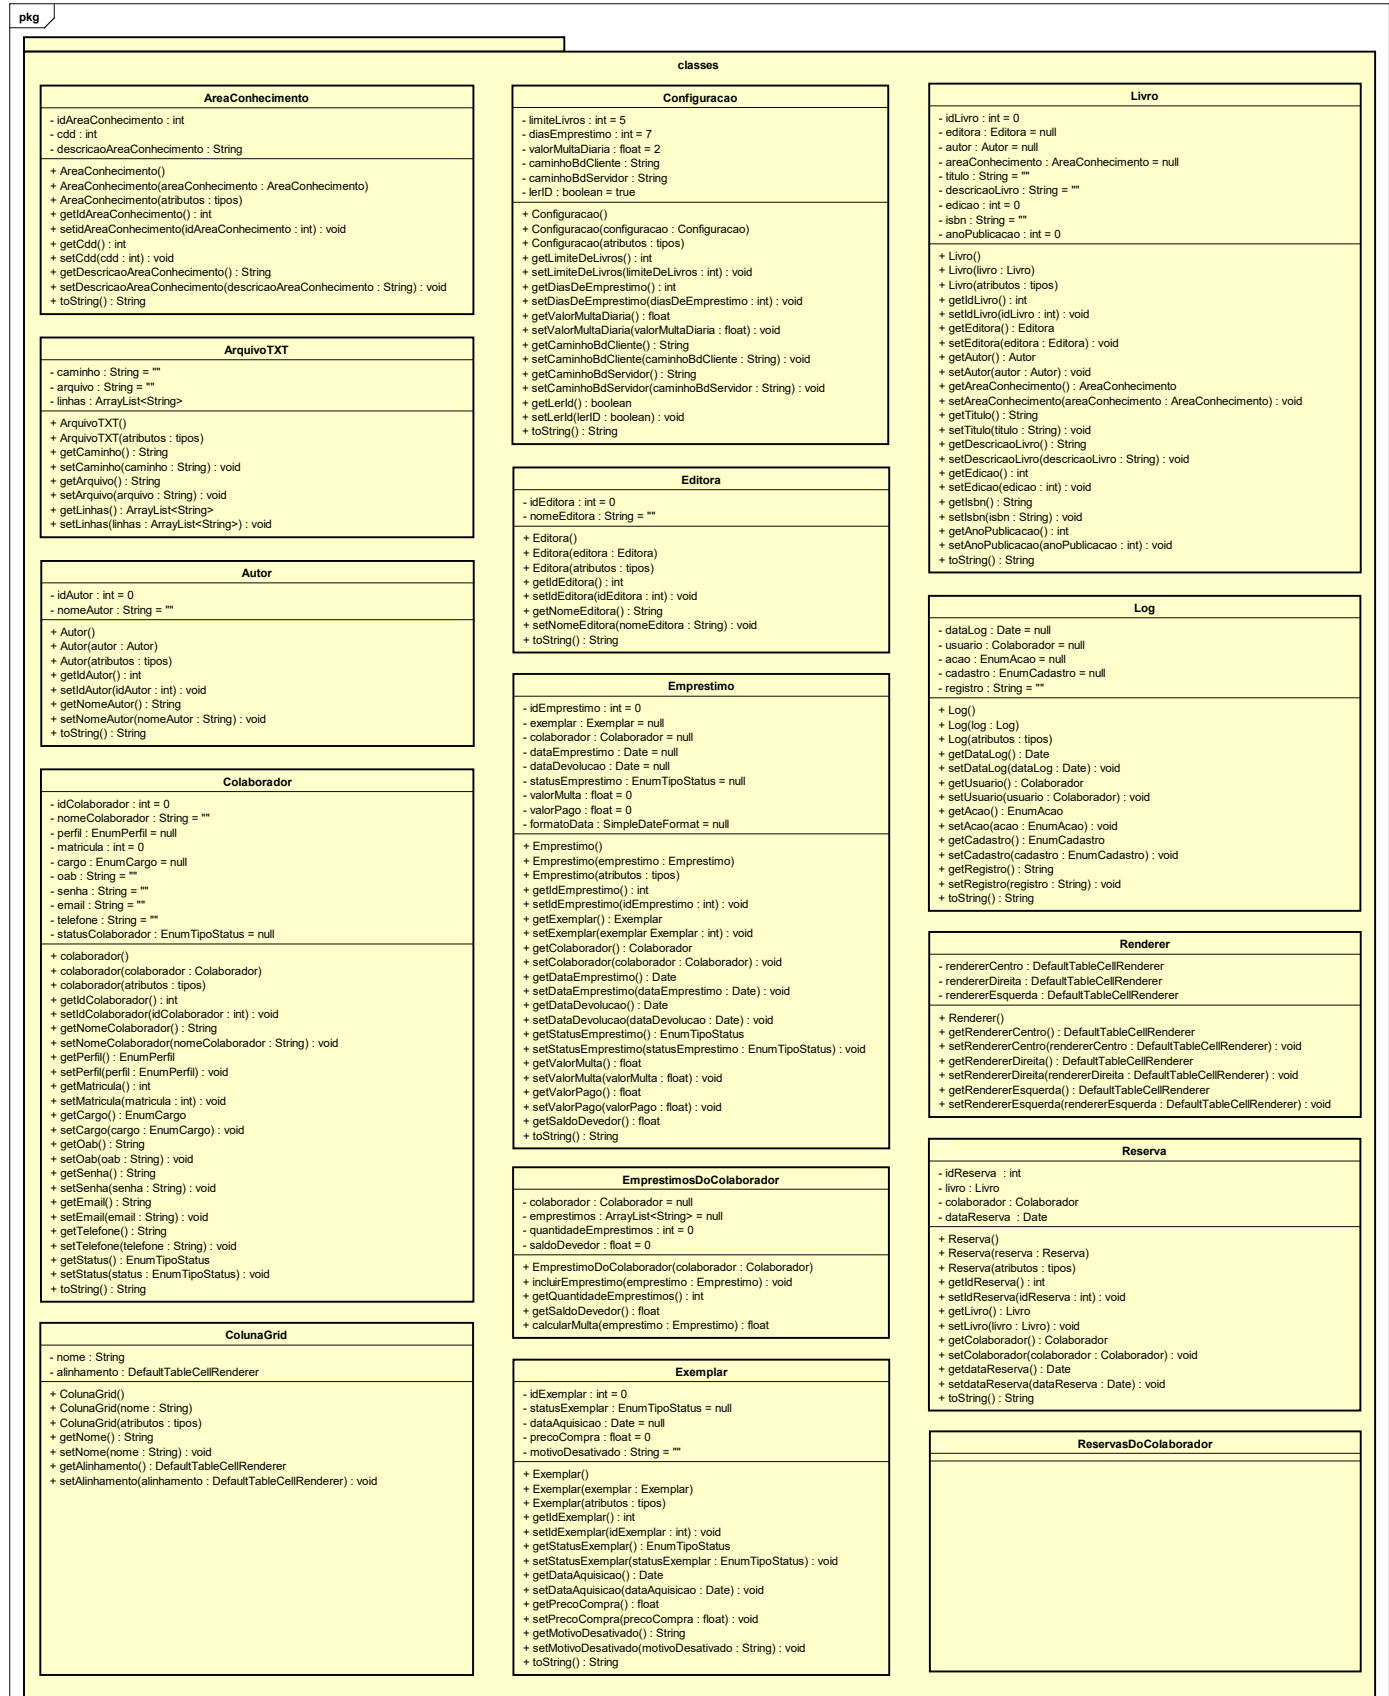 pkg
classes
AreaConhecimento
- idAreaConhecimento : int
- cdd : int
- descricaoAreaConhecimento : String
+ AreaConhecimento()
+ AreaConhecimento(areaConhecimento : AreaConhecimento)
+ AreaConhecimento(atributos : tipos)
+ getIdAreaConhecimento() : int
+ setidAreaConhecimento(idAreaConhecimento : int) : void
+ getCdd() : int
+ setCdd(cdd : int) : void
+ getDescricaoAreaConhecimento() : String
+ setDescricaoAreaConhecimento(descricaoAreaConhecimento : String) : void
+ toString() : String
ArquivoTXT
- caminho : String = ""
- arquivo : String = ""
- linhas : ArrayList<String>
+ ArquivoTXT()
+ ArquivoTXT(atributos : tipos)
+ getCaminho() : String
+ setCaminho(caminho : String) : void
+ getArquivo() : String
+ setArquivo(arquivo : String) : void
+ getLinhas() : ArrayList<String>
+ setLinhas(linhas : ArrayList<String>) : void
Autor
- idAutor : int = 0
- nomeAutor : String = ""
+ Autor()
+ Autor(autor : Autor)
+ Autor(atributos : tipos)
+ getIdAutor() : int
+ setIdAutor(idAutor : int) : void
+ getNomeAutor() : String
+ setNomeAutor(nomeAutor : String) : void
+ toString() : String
Colaborador
- idColaborador : int = 0
- nomeColaborador : String = ""
- perfil : EnumPerfil = null
- matricula : int = 0
- cargo : EnumCargo = null
- oab : String = ""
- senha : String = ""
- email : String = ""
- telefone : String = ""
- statusColaborador : EnumTipoStatus = null
+ colaborador()
+ colaborador(colaborador : Colaborador)
+ colaborador(atributos : tipos)
+ getIdColaborador() : int
+ setIdColaborador(idColaborador : int) : void
+ getNomeColaborador() : String
+ setNomeColaborador(nomeColaborador : String) : void
+ getPerfil() : EnumPerfil
+ setPerfil(perfil : EnumPerfil) : void
+ getMatricula() : int
+ setMatricula(matricula : int) : void
+ getCargo() : EnumCargo
+ setCargo(cargo : EnumCargo) : void
+ getOab() : String
+ setOab(oab : String) : void
+ getSenha() : String
+ setSenha(senha : String) : void
+ getEmail() : String
+ setEmail(email : String) : void
+ getTelefone() : String
+ setTelefone(telefone : String) : void
+ getStatus() : EnumTipoStatus
+ setStatus(status : EnumTipoStatus) : void
+ toString() : String
ColunaGrid
- nome : String
- alinhamento : DefaultTableCellRenderer
+ ColunaGrid()
+ ColunaGrid(nome : String)
+ ColunaGrid(atributos : tipos)
+ getNome() : String
+ setNome(nome : String) : void
+ getAlinhamento() : DefaultTableCellRenderer
+ setAlinhamento(alinhamento : DefaultTableCellRenderer) : void
Configuracao
- limiteLivros : int = 5
- diasEmprestimo : int = 7
- valorMultaDiaria : float = 2
- caminhoBdCliente : String
- caminhoBdServidor : String
- lerID : boolean = true
+ Configuracao()
+ Configuracao(configuracao : Configuracao)
+ Configuracao(atributos : tipos)
+ getLimiteDeLivros() : int
+ setLimiteDeLivros(limiteDeLivros : int) : void
+ getDiasDeEmprestimo() : int
+ setDiasDeEmprestimo(diasDeEmprestimo : int) : void
+ getValorMultaDiaria() : float
+ setValorMultaDiaria(valorMultaDiaria : float) : void
+ getCaminhoBdCliente() : String
+ setCaminhoBdCliente(caminhoBdCliente : String) : void
+ getCaminhoBdServidor() : String
+ setCaminhoBdServidor(caminhoBdServidor : String) : void
+ getLerId() : boolean
+ setLerId(lerID : boolean) : void
+ toString() : String
Editora
- idEditora : int = 0
- nomeEditora : String = ""
+ Editora()
+ Editora(editora : Editora)
+ Editora(atributos : tipos)
+ getIdEditora() : int
+ setIdEditora(idEditora : int) : void
+ getNomeEditora() : String
+ setNomeEditora(nomeEditora : String) : void
+ toString() : String
Emprestimo
- idEmprestimo : int = 0
- exemplar : Exemplar = null
- colaborador : Colaborador = null
- dataEmprestimo : Date = null
- dataDevolucao : Date = null
- statusEmprestimo : EnumTipoStatus = null
- valorMulta : float = 0
- valorPago : float = 0
- formatoData : SimpleDateFormat = null
+ Emprestimo()
+ Emprestimo(emprestimo : Emprestimo)
+ Emprestimo(atributos : tipos)
+ getIdEmprestimo() : int
+ setIdEmprestimo(idEmprestimo : int) : void
+ getExemplar() : Exemplar
+ setExemplar(exemplar Exemplar : int) : void
+ getColaborador() : Colaborador
+ setColaborador(colaborador : Colaborador) : void
+ getDataEmprestimo() : Date
+ setDataEmprestimo(dataEmprestimo : Date) : void
+ getDataDevolucao() : Date
+ setDataDevolucao(dataDevolucao : Date) : void
+ getStatusEmprestimo() : EnumTipoStatus
+ setStatusEmprestimo(statusEmprestimo : EnumTipoStatus) : void
+ getValorMulta() : float
+ setValorMulta(valorMulta : float) : void
+ getValorPago() : float
+ setValorPago(valorPago : float) : void
+ getSaldoDevedor() : float
+ toString() : String
EmprestimosDoColaborador
- colaborador : Colaborador = null
- emprestimos : ArrayList<String> = null
- quantidadeEmprestimos : int = 0
- saldoDevedor : float = 0
+ EmprestimoDoColaborador(colaborador : Colaborador)
+ incluirEmprestimo(emprestimo : Emprestimo) : void
+ getQuantidadeEmprestimos() : int
+ getSaldoDevedor() : float
+ calcularMulta(emprestimo : Emprestimo) : float
Exemplar
- idExemplar : int = 0
- statusExemplar : EnumTipoStatus = null
- dataAquisicao : Date = null
- precoCompra : float = 0
- motivoDesativado : String = ""
+ Exemplar()
+ Exemplar(exemplar : Exemplar)
+ Exemplar(atributos : tipos)
+ getIdExemplar() : int
+ setIdExemplar(idExemplar : int) : void
+ getStatusExemplar() : EnumTipoStatus
+ setStatusExemplar(statusExemplar : EnumTipoStatus) : void
+ getDataAquisicao() : Date
+ setDataAquisicao(dataAquisicao : Date) : void
+ getPrecoCompra() : float
+ setPrecoCompra(precoCompra : float) : void
+ getMotivoDesativado() : String
+ setMotivoDesativado(motivoDesativado : String) : void
+ toString() : String
Livro
- idLivro : int = 0
- editora : Editora = null
- autor : Autor = null
- areaConhecimento : AreaConhecimento = null
- titulo : String = ""
- descricaoLivro : String = ""
- edicao : int = 0
- isbn : String = ""
- anoPublicacao : int = 0
+ Livro()
+ Livro(livro : Livro)
+ Livro(atributos : tipos)
+ getIdLivro() : int
+ setIdLivro(idLivro : int) : void
+ getEditora() : Editora
+ setEditora(editora : Editora) : void
+ getAutor() : Autor
+ setAutor(autor : Autor) : void
+ getAreaConhecimento() : AreaConhecimento
+ setAreaConhecimento(areaConhecimento : AreaConhecimento) : void
+ getTitulo() : String
+ setTitulo(titulo : String) : void
+ getDescricaoLivro() : String
+ setDescricaoLivro(descricaoLivro : String) : void
+ getEdicao() : int
+ setEdicao(edicao : int) : void
+ getIsbn() : String
+ setIsbn(isbn : String) : void
+ getAnoPublicacao() : int
+ setAnoPublicacao(anoPublicacao : int) : void
+ toString() : String
Log
- dataLog : Date = null
- usuario : Colaborador = null
- acao : EnumAcao = null
- cadastro : EnumCadastro = null
- registro : String = ""
+ Log()
+ Log(log : Log)
+ Log(atributos : tipos)
+ getDataLog() : Date
+ setDataLog(dataLog : Date) : void
+ getUsuario() : Colaborador
+ setUsuario(usuario : Colaborador) : void
+ getAcao() : EnumAcao
+ setAcao(acao : EnumAcao) : void
+ getCadastro() : EnumCadastro
+ setCadastro(cadastro : EnumCadastro) : void
+ getRegistro() : String
+ setRegistro(registro : String) : void
+ toString() : String
Renderer
- rendererCentro : DefaultTableCellRenderer
- rendererDireita : DefaultTableCellRenderer
- rendererEsquerda : DefaultTableCellRenderer
+ Renderer()
+ getRendererCentro() : DefaultTableCellRenderer
+ setRendererCentro(rendererCentro : DefaultTableCellRenderer) : void
+ getRendererDireita() : DefaultTableCellRenderer
+ setRendererDireita(rendererDireita : DefaultTableCellRenderer) : void
+ getRendererEsquerda() : DefaultTableCellRenderer
+ setRendererEsquerda(rendererEsquerda : DefaultTableCellRenderer) : void
Reserva
- idReserva : int
- livro : Livro
- colaborador : Colaborador
- dataReserva : Date
+ Reserva()
+ Reserva(reserva : Reserva)
+ Reserva(atributos : tipos)
+ getIdReserva() : int
+ setIdReserva(idReserva : int) : void
+ getLivro() : Livro
+ setLivro(livro : Livro) : void
+ getColaborador() : Colaborador
+ setColaborador(colaborador : Colaborador) : void
+ getdataReserva() : Date
+ setdataReserva(dataReserva : Date) : void
+ toString() : String
ReservasDoColaborador